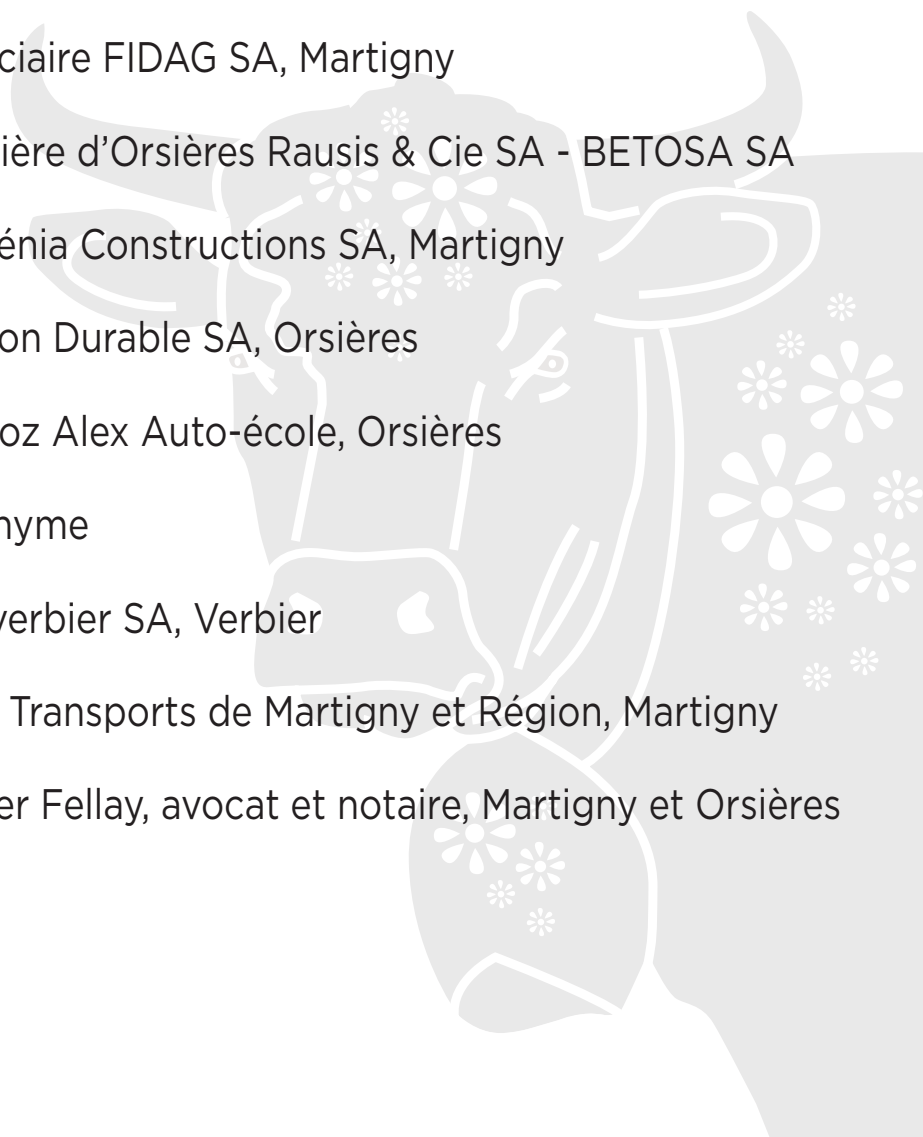 ciaire FIDAG SA, Martigny
ière d’Orsières Rausis & Cie SA - BETOSA SA
énia Constructions SA, Martigny
on Durable SA, Orsières
oz Alex Auto-école, Orsières
nyme
verbier SA, Verbier
Transports de Martigny et Région, Martigny
er Fellay, avocat et notaire, Martigny et Orsières